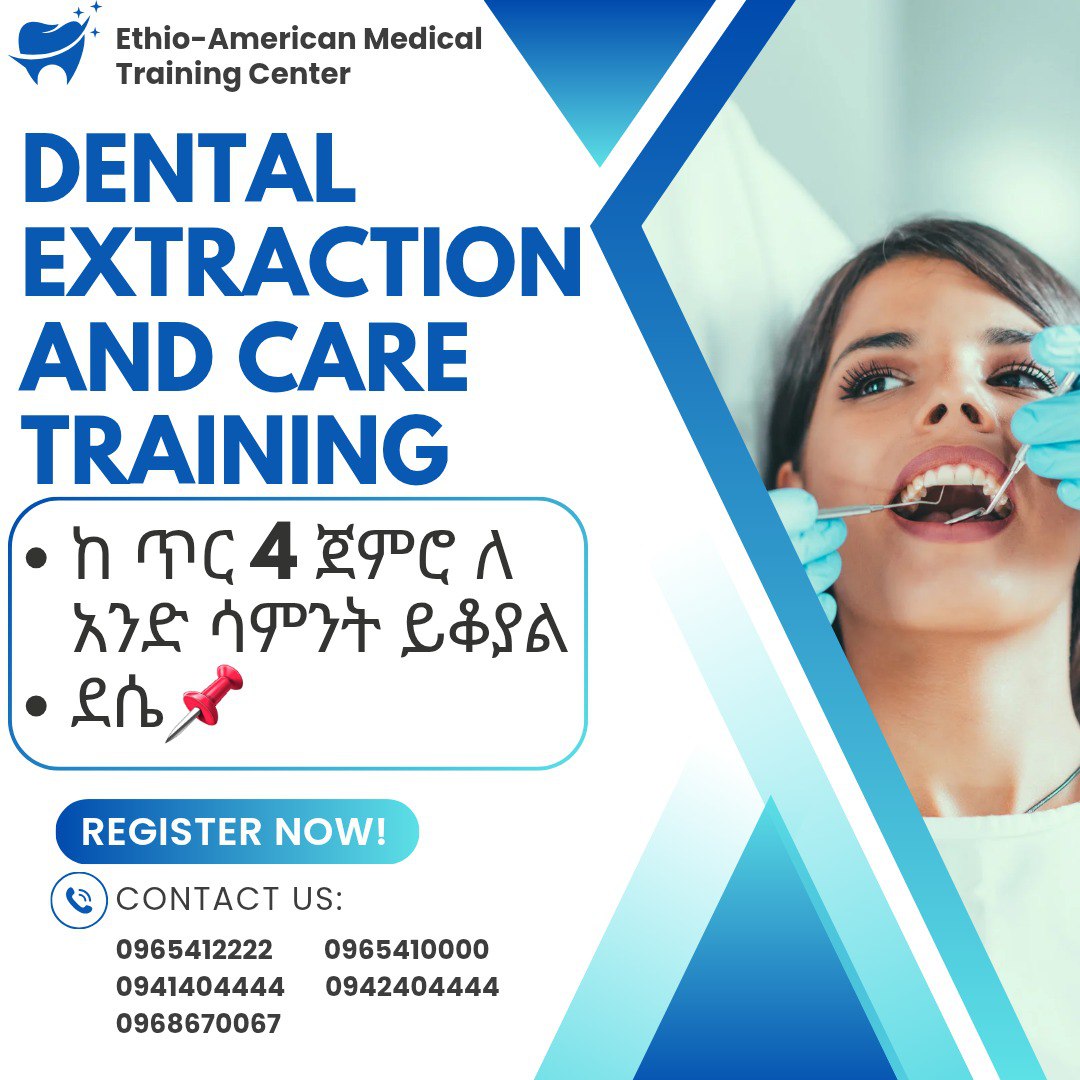 Ethio-American Medical
Training Center
DENTAL
EXTRACTION
AND CARE
TRAINING
• ከ ጥር 4 ጀምሮ ለ
አንድ ሳምንት ይቆያል
• ደሴ
REGISTER NOW!
CONTACT US:
0965412222 0965410000
0941404444 0942404444
0968670067